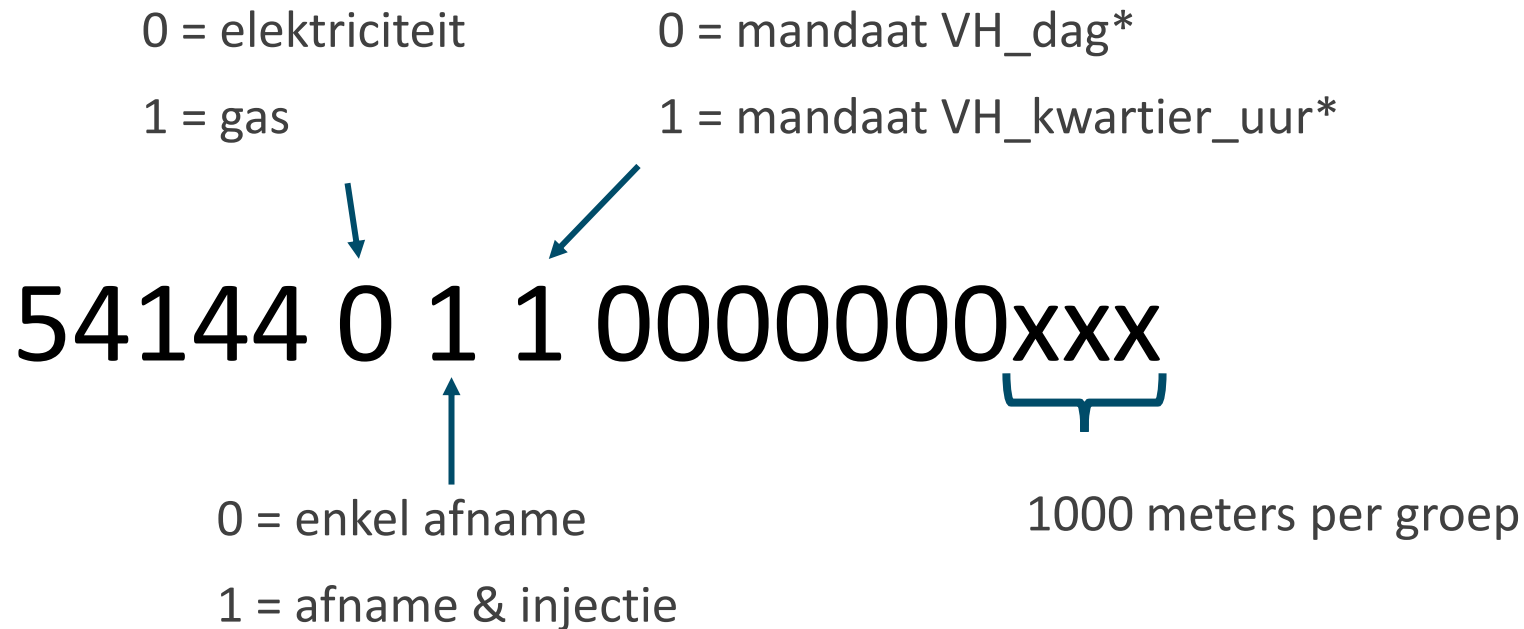 0 = elektriciteit
1 = gas
0 = mandaat VH_dag*
1 = mandaat VH_kwartier_uur*
54144 0 1 1 0000000xxx
0 = enkel afname
1 = afname & injectie
1000 meters per groep